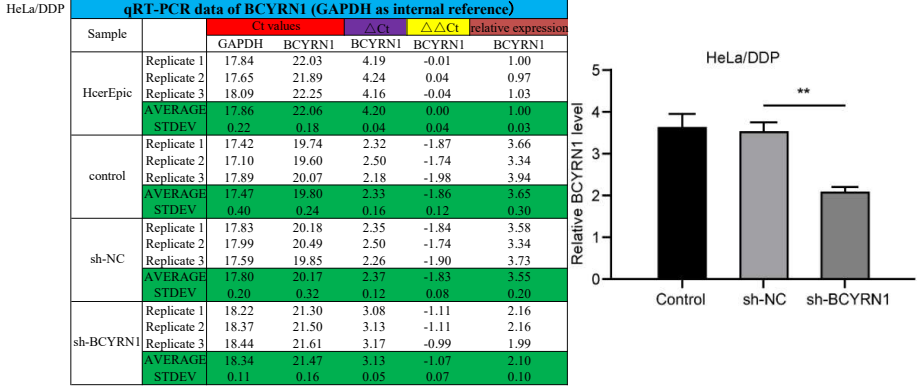 HeLa/DDP
qRT-PCR data of BCYRN1 (GAPDH as internal reference)
Sample Ct values △Ct △△Ct relative expression
GAPDH BCYRN1 BCYRN1 BCYRN1 BCYRN1
HcerEpic
Replicate 1 17.84 22.03 4.19 -0.01 1.00
Replicate 2 17.65 21.89 4.24 0.04 0.97
Replicate 3 18.09 22.25 4.16 -0.04 1.03
AVERAGE 17.86 22.06 4.20 0.00 1.00
STDEV 0.22 0.18 0.04 0.04 0.03
control
Replicate 1 17.42 19.74 2.32 -1.87 3.66
Replicate 2 17.10 19.60 2.50 -1.74 3.34
Replicate 3 17.89 20.07 2.18 -1.98 3.94
AVERAGE 17.47 19.80 2.33 -1.86 3.65
STDEV 0.40 0.24 0.16 0.12 0.30
sh-NC
Replicate 1 17.83 20.18 2.35 -1.84 3.58
Replicate 2 17.99 20.49 2.50 -1.74 3.34
Replicate 3 17.59 19.85 2.26 -1.90 3.73
AVERAGE 17.80 20.17 2.37 -1.83 3.55
STDEV 0.20 0.32 0.12 0.08 0.20
sh-BCYRN1
Replicate 1 18.22 21.30 3.08 -1.11 2.16
Replicate 2 18.37 21.50 3.13 -1.11 2.16
Replicate 3 18.44 21.61 3.17 -0.99 1.99
AVERAGE 18.34 21.47 3.13 -1.07 2.10
STDEV 0.11 0.16 0.05 0.07 0.10
HeLa/DDP
Relative BCYRN1 level
5
4
3
2
1
0
**
Control sh-NC sh-BCYRN1